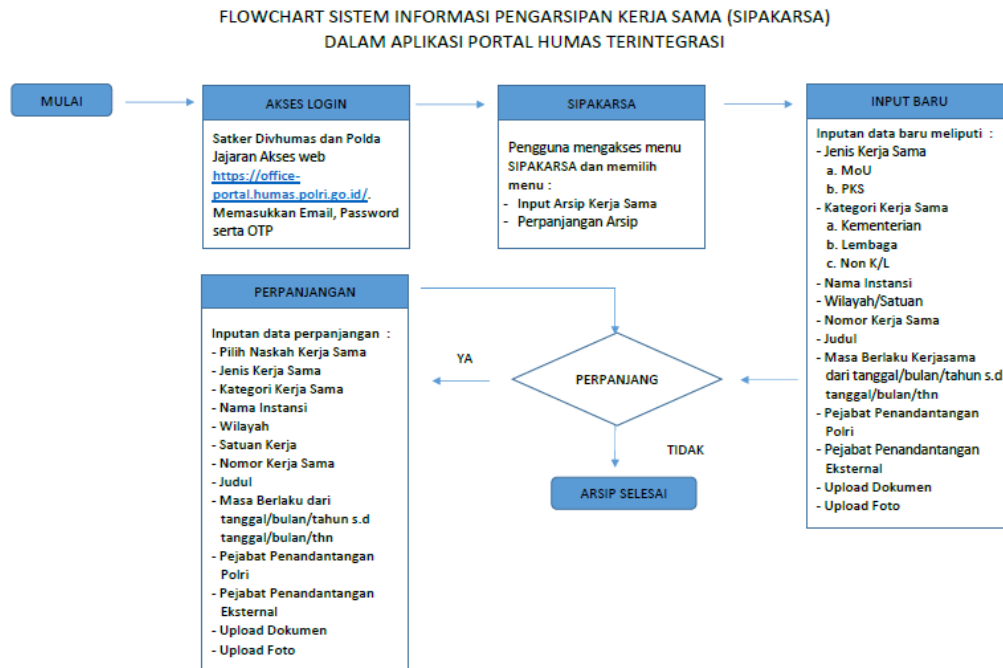 FLOWCHART SISTEM INFORMASI PENGARSIPAN KERJA SAMA (SIPAKARSA)
DALAM APLIKASI PORTAL HUMAS TERINTEGRASI
MULAI
AKSES LOGIN
Satker Divhumas dan Polda
Jajaran Akses web
https://office-
portal.humas.polri.go.id/.
Memasukkan Email, Password
serta OTP
SIPAKARSA
Pengguna mengakses menu
SIPAKARSA dan memilih
menu :
- Input Arsip Kerja Sama
- Perpanjangan Arsip
INPUT BARU
Inputan data baru meliputi :
- Jenis Kerja Sama
a. MoU
b. PKS
- Kategori Kerja Sama
a. Kementerian
b. Lembaga
c. Non K/L
- Nama Instansi
- Wilayah/Satuan
- Nomor Kerja Sama
- Judul
- Masa Berlaku Kerjasama
dari tanggal/bulan/tahun s.d
tanggal/bulan/thn
- Pejabat Penandantangan
Polri
- Pejabat Penandantangan
Eksternal
- Upload Dokumen
- Upload Foto
PERPANJANG
YA
TIDAK
ARSIP SELESAI
PERPANJANGAN
Inputan data perpanjangan :
- Pilih Naskah Kerja Sama
- Jenis Kerja Sama
- Kategori Kerja Sama
- Nama Instansi
- Wilayah
- Satuan Kerja
- Nomor Kerja Sama
- Judul
- Masa Berlaku dari
tanggal/bulan/tahun s.d
tanggal/bulan/thn
- Pejabat Penandantangan
Polri
- Pejabat Penandantangan
Eksternal
- Upload Dokumen
- Upload Foto